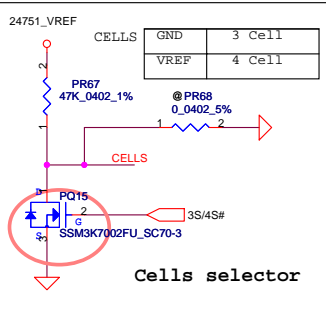 24751_VREF
CELLS
GND 3 Cell
VREF 4 Cell
2
PR67
47K_0402_1%
1
@PR68
0_0402_5%
1 2
CELLS
D
PQ15
2
G
3S/4S#
S
3
SSM3K7002FU_SC70-3
Cells selector